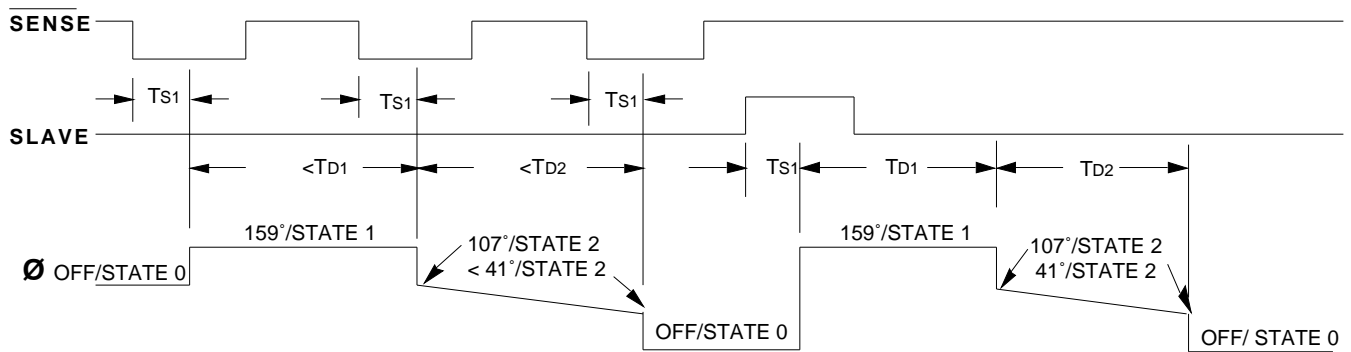 SENSE
TS1 TS1 TS1
SLAVE
<TD1 <TD2 TS1 TD1 TD2
159°/STATE 1 159°/STATE 1
107°/STATE 2 107°/STATE 2
Ø OFF/STATE 0 < 41°/STATE 2 41°/STATE 2
OFF/STATE 0 OFF/ STATE 0